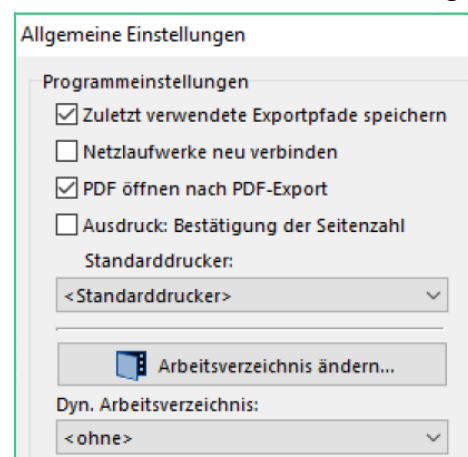 Allgemeine Einstellungen
Programmeinstellungen
Zuletzt verwendete Exportpfade speichern
Netzlaufwerke neu verbinden
PDF öffnen nach PDF-Export
Ausdruck: Bestätigung der Seitenzahl
Standarddrucker:
<Standarddrucker>
Arbeitsverzeichnis ändern...
Dyn. Arbeitsverzeichnis:
<ohne>